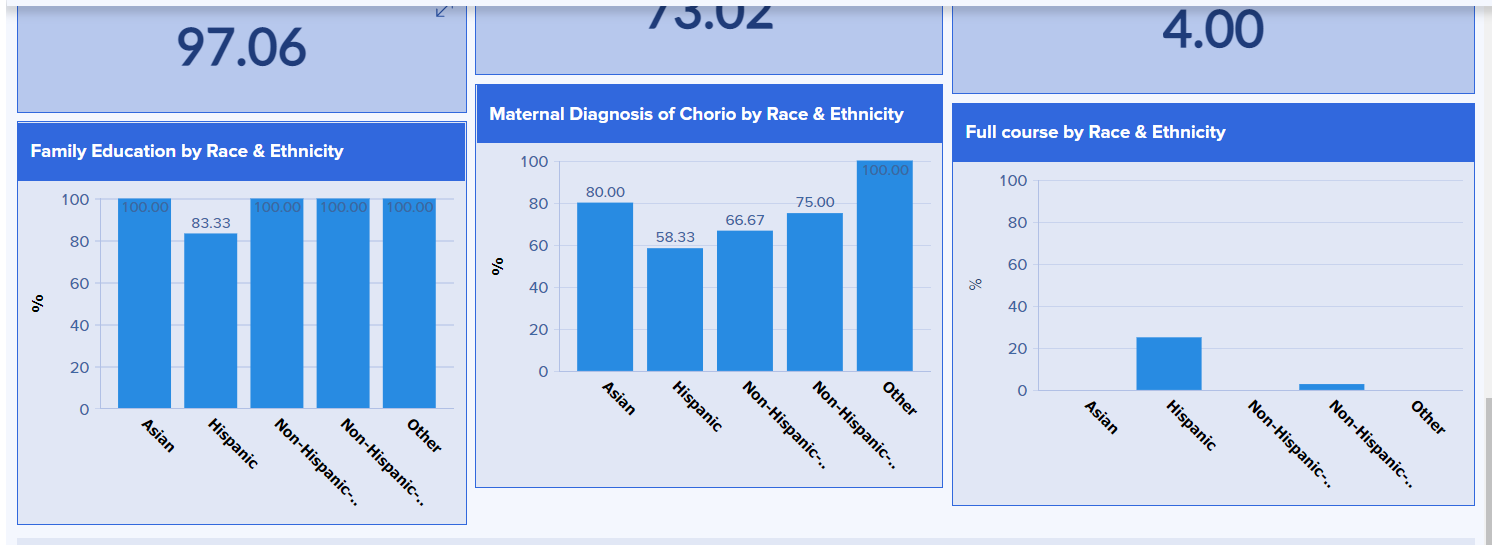 97.06
73.02
4.00
Family Education by Race & Ethnicity
%
100
80
60
40
20
0
100.00
83.33
100.00
100.00
100.00
Asian
Hispanic
Non-Hispanic-..
Non-Hispanic-..
Other
Maternal Diagnosis of Chorio by Race & Ethnicity
%
100
80
60
40
20
0
80.00
58.33
66.67
75.00
100.00
Asian
Hispanic
Non-Hispanic-..
Non-Hispanic-..
Other
Full course by Race & Ethnicity
%
100
80
60
40
20
0
Asian
Hispanic
Non-Hispanic-..
Non-Hispanic-..
Other